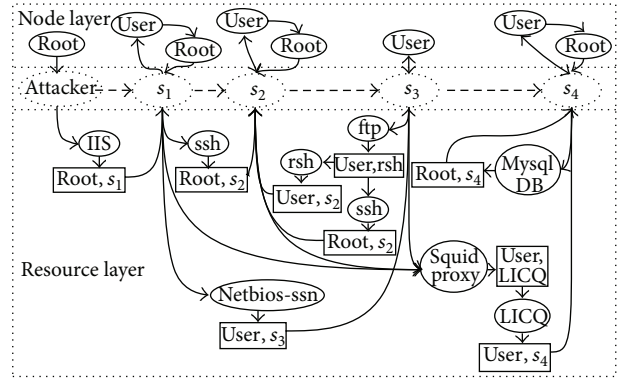 Node layer
Root
User
Root
User
Root
User
User
Root
Attacker
s1
s2
s3
s4
IIS
Root, s1
ssh
Root, s2
ftp
rsh
User,rsh
User, s2
ssh
Root, s2
Root, s4
Mysql
DB
Resource layer
Netbios-ssn
User, s3
Squid
proxy
User,
LICQ
LICQ
User, s4